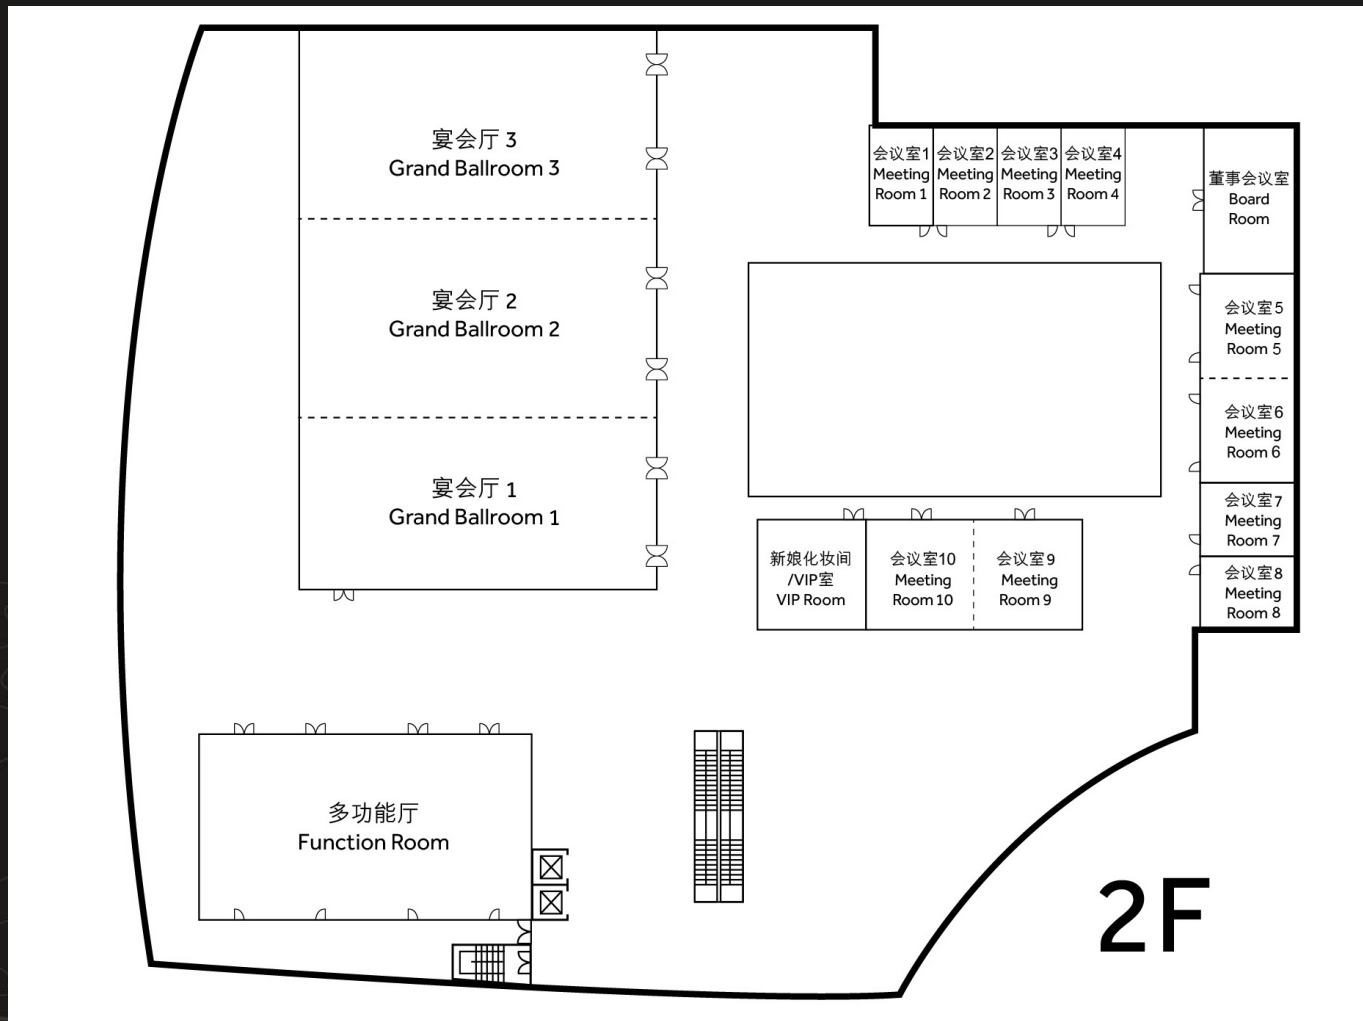 宴会厅 3
Grand Ballroom 3
宴会厅 2
Grand Ballroom 2
宴会厅 1
Grand Ballroom 1
会议室1
Meeting
Room 1
会议室2
Meeting
Room 2
会议室3
Meeting
Room 3
会议室4
Meeting
Room 4
董事会议室
Board
Room
会议室5
Meeting
Room 5
会议室6
Meeting
Room 6
会议室7
Meeting
Room 7
会议室8
Meeting
Room 8
新娘化妆间
/VIP室
VIP Room
会议室10
Meeting
Room 10
会议室9
Meeting
Room 9
多功能厅
Function Room
2F